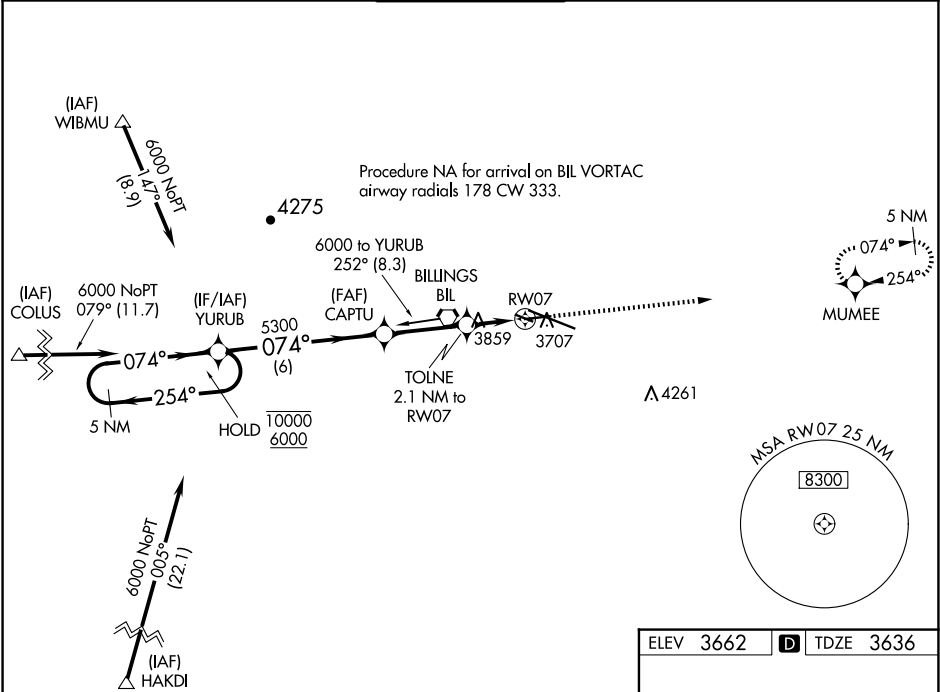 (IAF)
WIBMU
6000 NoPT
147°
(8.9)
Procedure NA for arrival on BIL VORTAC
airway radials 178 CW 333.
4275
5 NM
074°
254°
MUMEE
6000 to YURUB
252° (8.3)
BILLINGS
BIL
(IAF)
COLUS
6000 NoPT
079° (11.7)
(IF/IAF)
YURUB
(FAF)
CAPTU
RW07
5300
074°
(6)
3859
3707
074°
254°
5 NM
HOLD
10000
6000
TOLNE
2.1 NM to
RW07
4261
MSA RW07 25 NM
8300
6000 NoPT
005°
(22.1)
(IAF)
HAKDI
ELEV 3662 D TDZE 3636